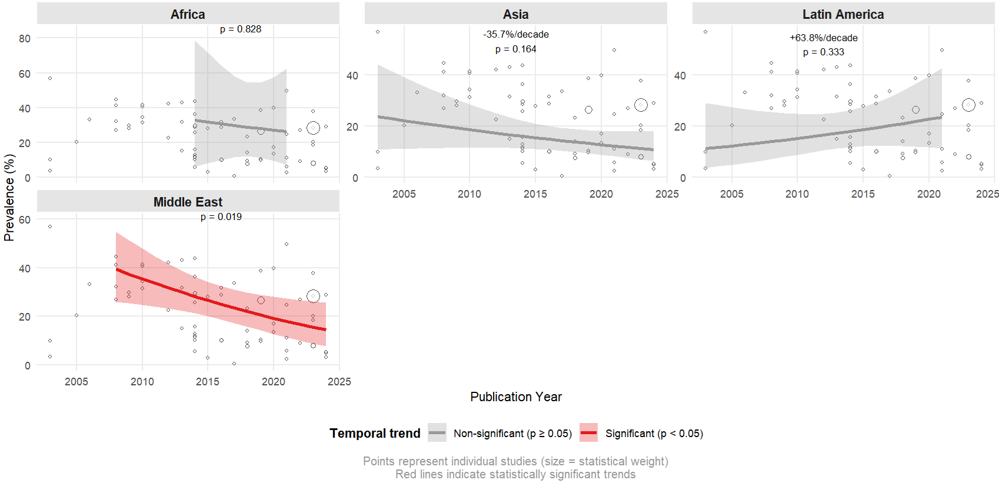 Africa
Asia
Latin America
p = 0.828
-35.7%/decade
p = 0.164
+63.8%/decade
p = 0.333
80
60
40
20
0
40
20
0
40
20
0
2005
2010
2015
2020
2025
2005
2010
2015
2020
2025
Middle East
p = 0.019
60
40
20
0
2005
2010
2015
2020
2025
Prevalence (%)
Publication Year
Temporal trend
Non-significant (p ≥ 0.05)
Significant (p < 0.05)
Points represent individual studies (size = statistical weight)
Red lines indicate statistically significant trends